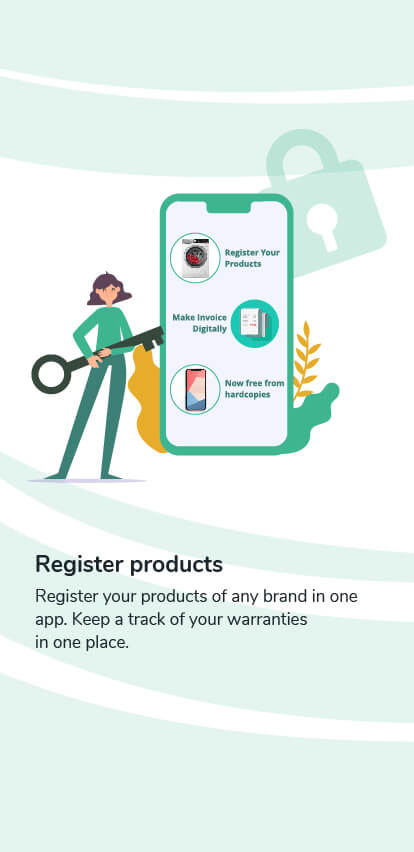 Register Your
Products
Make Invoice
Digitally
Now free from
hardcopies
Register products
Register your products of any brand in one
app. Keep a track of your warranties
in one place.